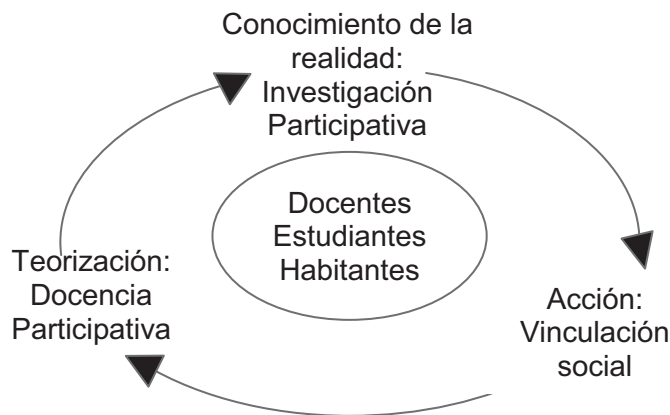 Conocimiento de la
realidad:
Investigación
Participativa
Docentes
Estudiantes
Habitantes
Teorización:
Docencia
Participativa
Acción:
Vinculación
social